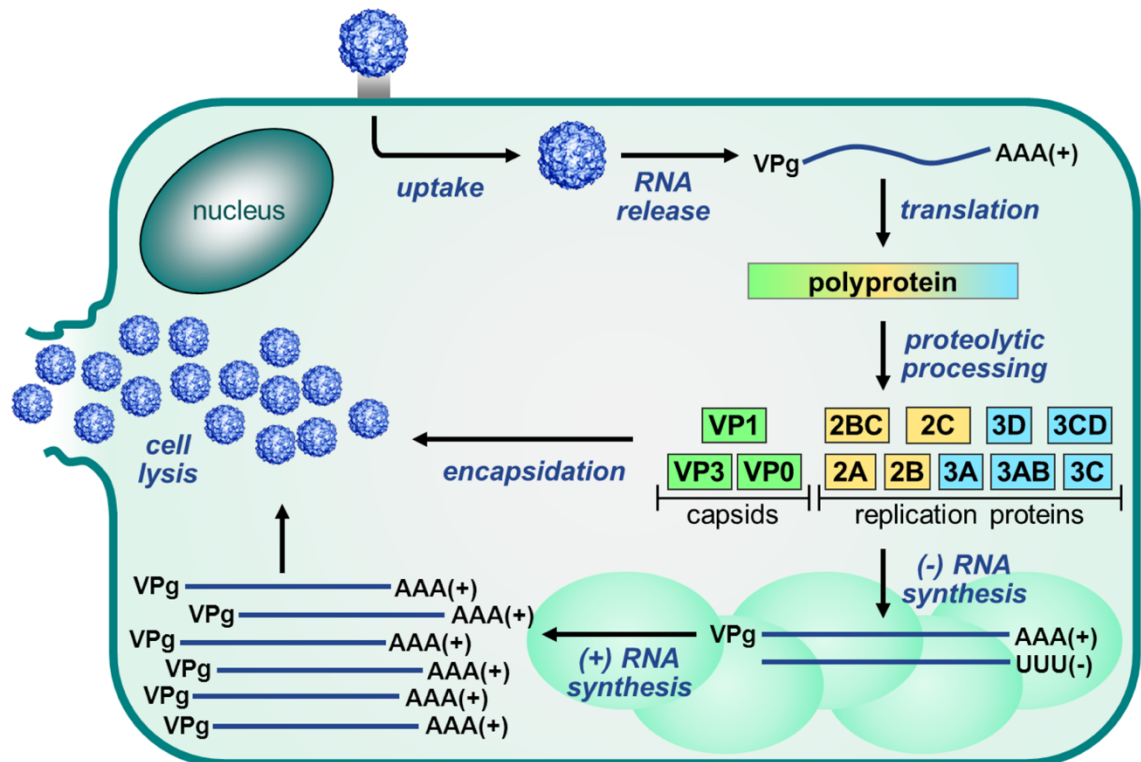 nucleus
uptake
RNA
release
VPg
AAA(+)
translation
polyprotein
proteolytic
processing
VP1
VP3 VP0
capsids
2BC 2C 3D 3CD
2A 2B 3A 3AB 3C
replication proteins
encapsidation
cell
lysis
(-) RNA
synthesis
VPg AAA(+)
UUU(-)
(+) RNA
synthesis
VPg AAA(+)
VPg AAA(+)
VPg AAA(+)
VPg AAA(+)
VPg AAA(+)
VPg AAA(+)